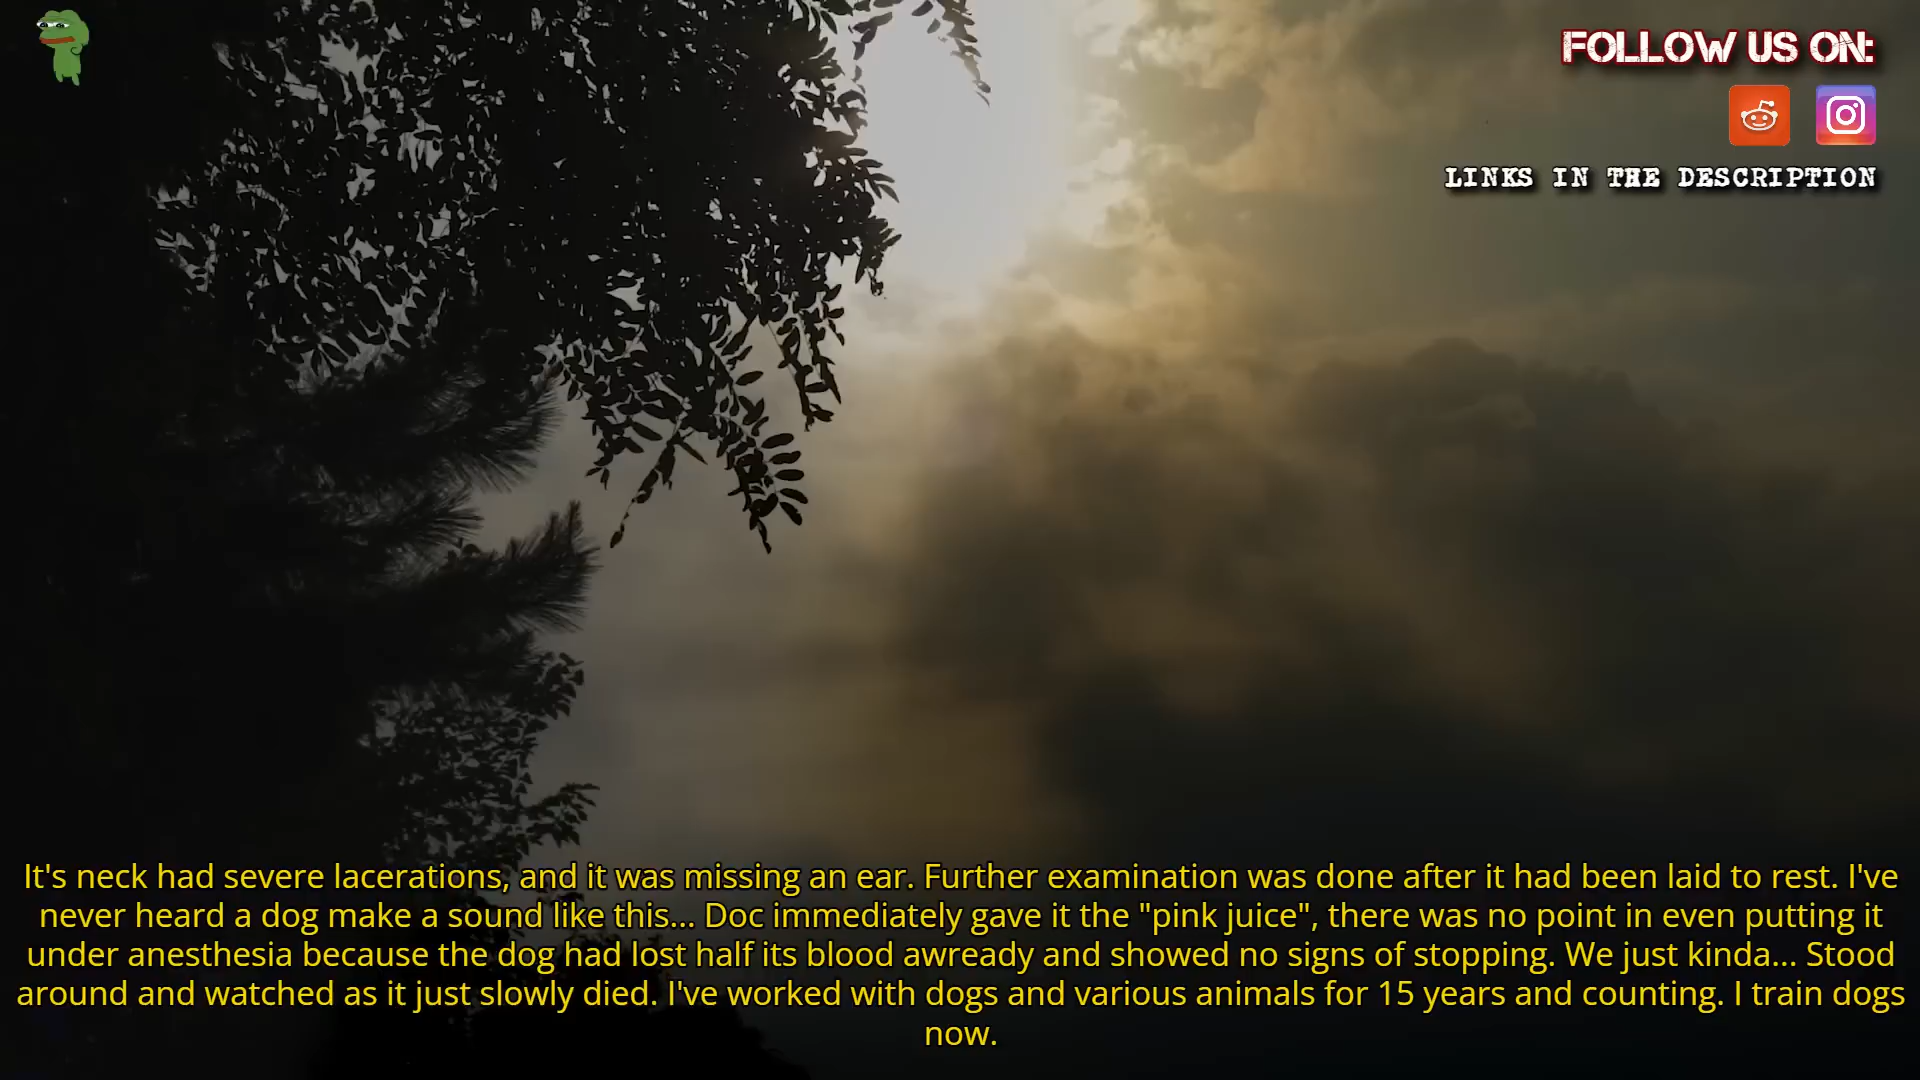 FOLLOW US ON:
LINKS IN THE DESCRIPTION
It's neck had severe lacerations, and it was missing an ear. Further examination was done after it had been laid to rest. I've
never heard a dog make a sound like this... Doc immediately gave it the "pink juice", there was no point in even putting it
under anesthesia because the dog had lost half its blood awready and showed no signs of stopping. We just kinda... Stood
around and watched as it just slowly died. I've worked with dogs and various animals for 15 years and counting. I train dogs
now.